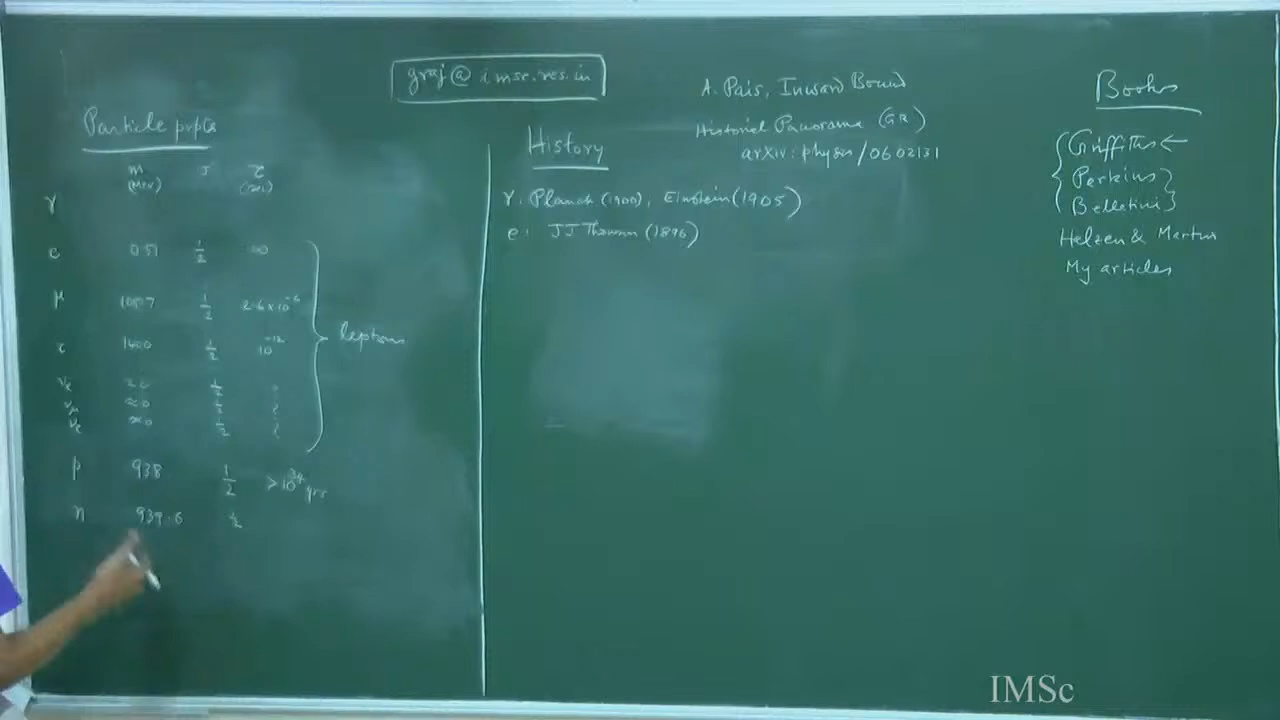 graj@imsc.res.in
Particle ppts
m J τ
(MeV) (sec)
γ
e 0.51 1/2 ∞
μ 105.7 1/2 2.6×10⁻⁶
τ 1400 1/2 10⁻¹²
leptons
νe 1/2
νμ ≈0 1/2
≈0 1/2
p 938 1/2 >10³⁴ yrs
n 939.6 1/2
History
A. Pais, Inward Bound
Historical Panorama (GR)
arXiv: physics/0602131
γ: Planck (1900), Einstein (1905)
e: JJ Thomson (1896)
Books
Griffiths ←
Perkins
Bettini
Halzen & Martin
My articles
IMSc